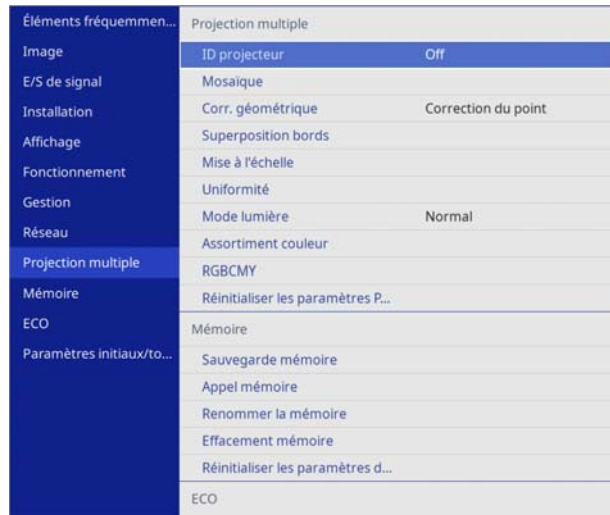 Éléments fréquemmen...
Image
E/S de signal
Installation
Affichage
Fonctionnement
Gestion
Réseau
Projection multiple
Mémoire
ECO
Paramètres initiaux/to...
Projection multiple
ID projecteur Off
Mosaïque
Corr. géométrique Correction du point
Superposition bords
Mise à l'échelle
Uniformité
Mode lumière Normal
Assortiment couleur
RGBCMY
Réinitialiser les paramètres P...
Mémoire
Sauvegarde mémoire
Appel mémoire
Renommer la mémoire
Effacement mémoire
Réinitialiser les paramètres d...
ECO